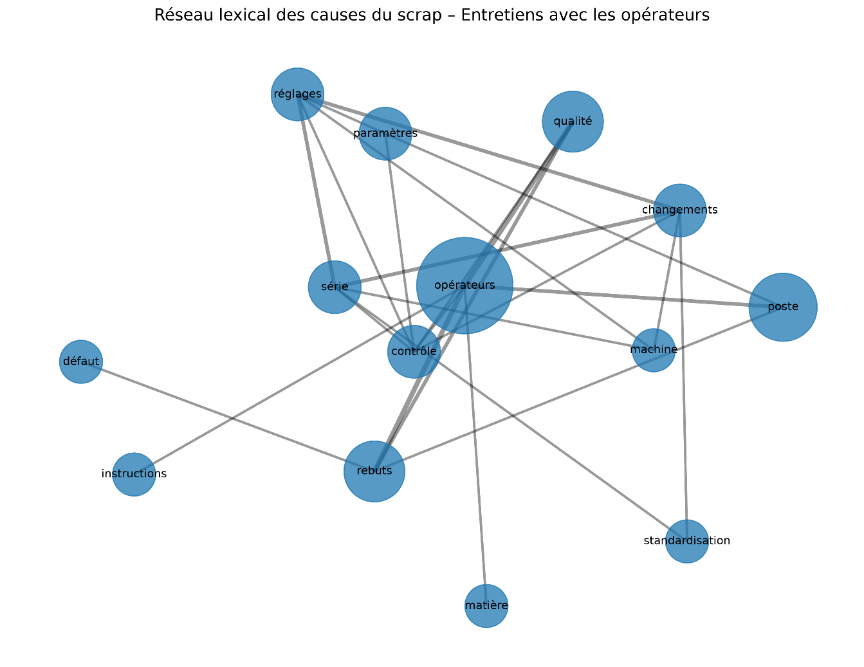 Réseau lexical des causes du scrap – Entretiens avec les opérateurs
réglages
qualité
paramètres
changements
opérateurs
série
poste
contrôle
machine
défaut
rebuts
instructions
standardisation
matière